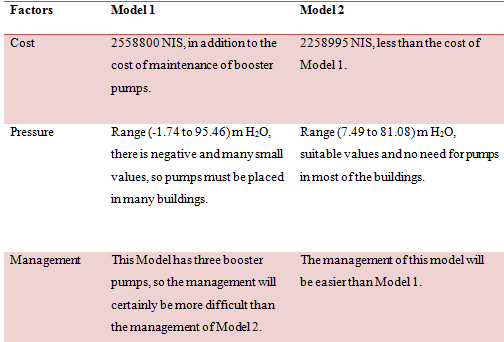 Factors Model 1 Model 2
Cost 2558800 NIS, in addition to the 2258995 NIS, less than the cost of
cost of maintenance of booster Model 1.
pumps.
Pressure Range (-1.74 to 95.46) m H₂O, Range (7.49 to 81.08) m H₂O,
there is negative and many small suitable values and no need for pumps
values, so pumps must be placed in most of the buildings.
in many buildings.
Management This Model has three booster The management of this model will
pumps, so the management will be easier than Model 1.
certainly be more difficult than
the management of Model 2.